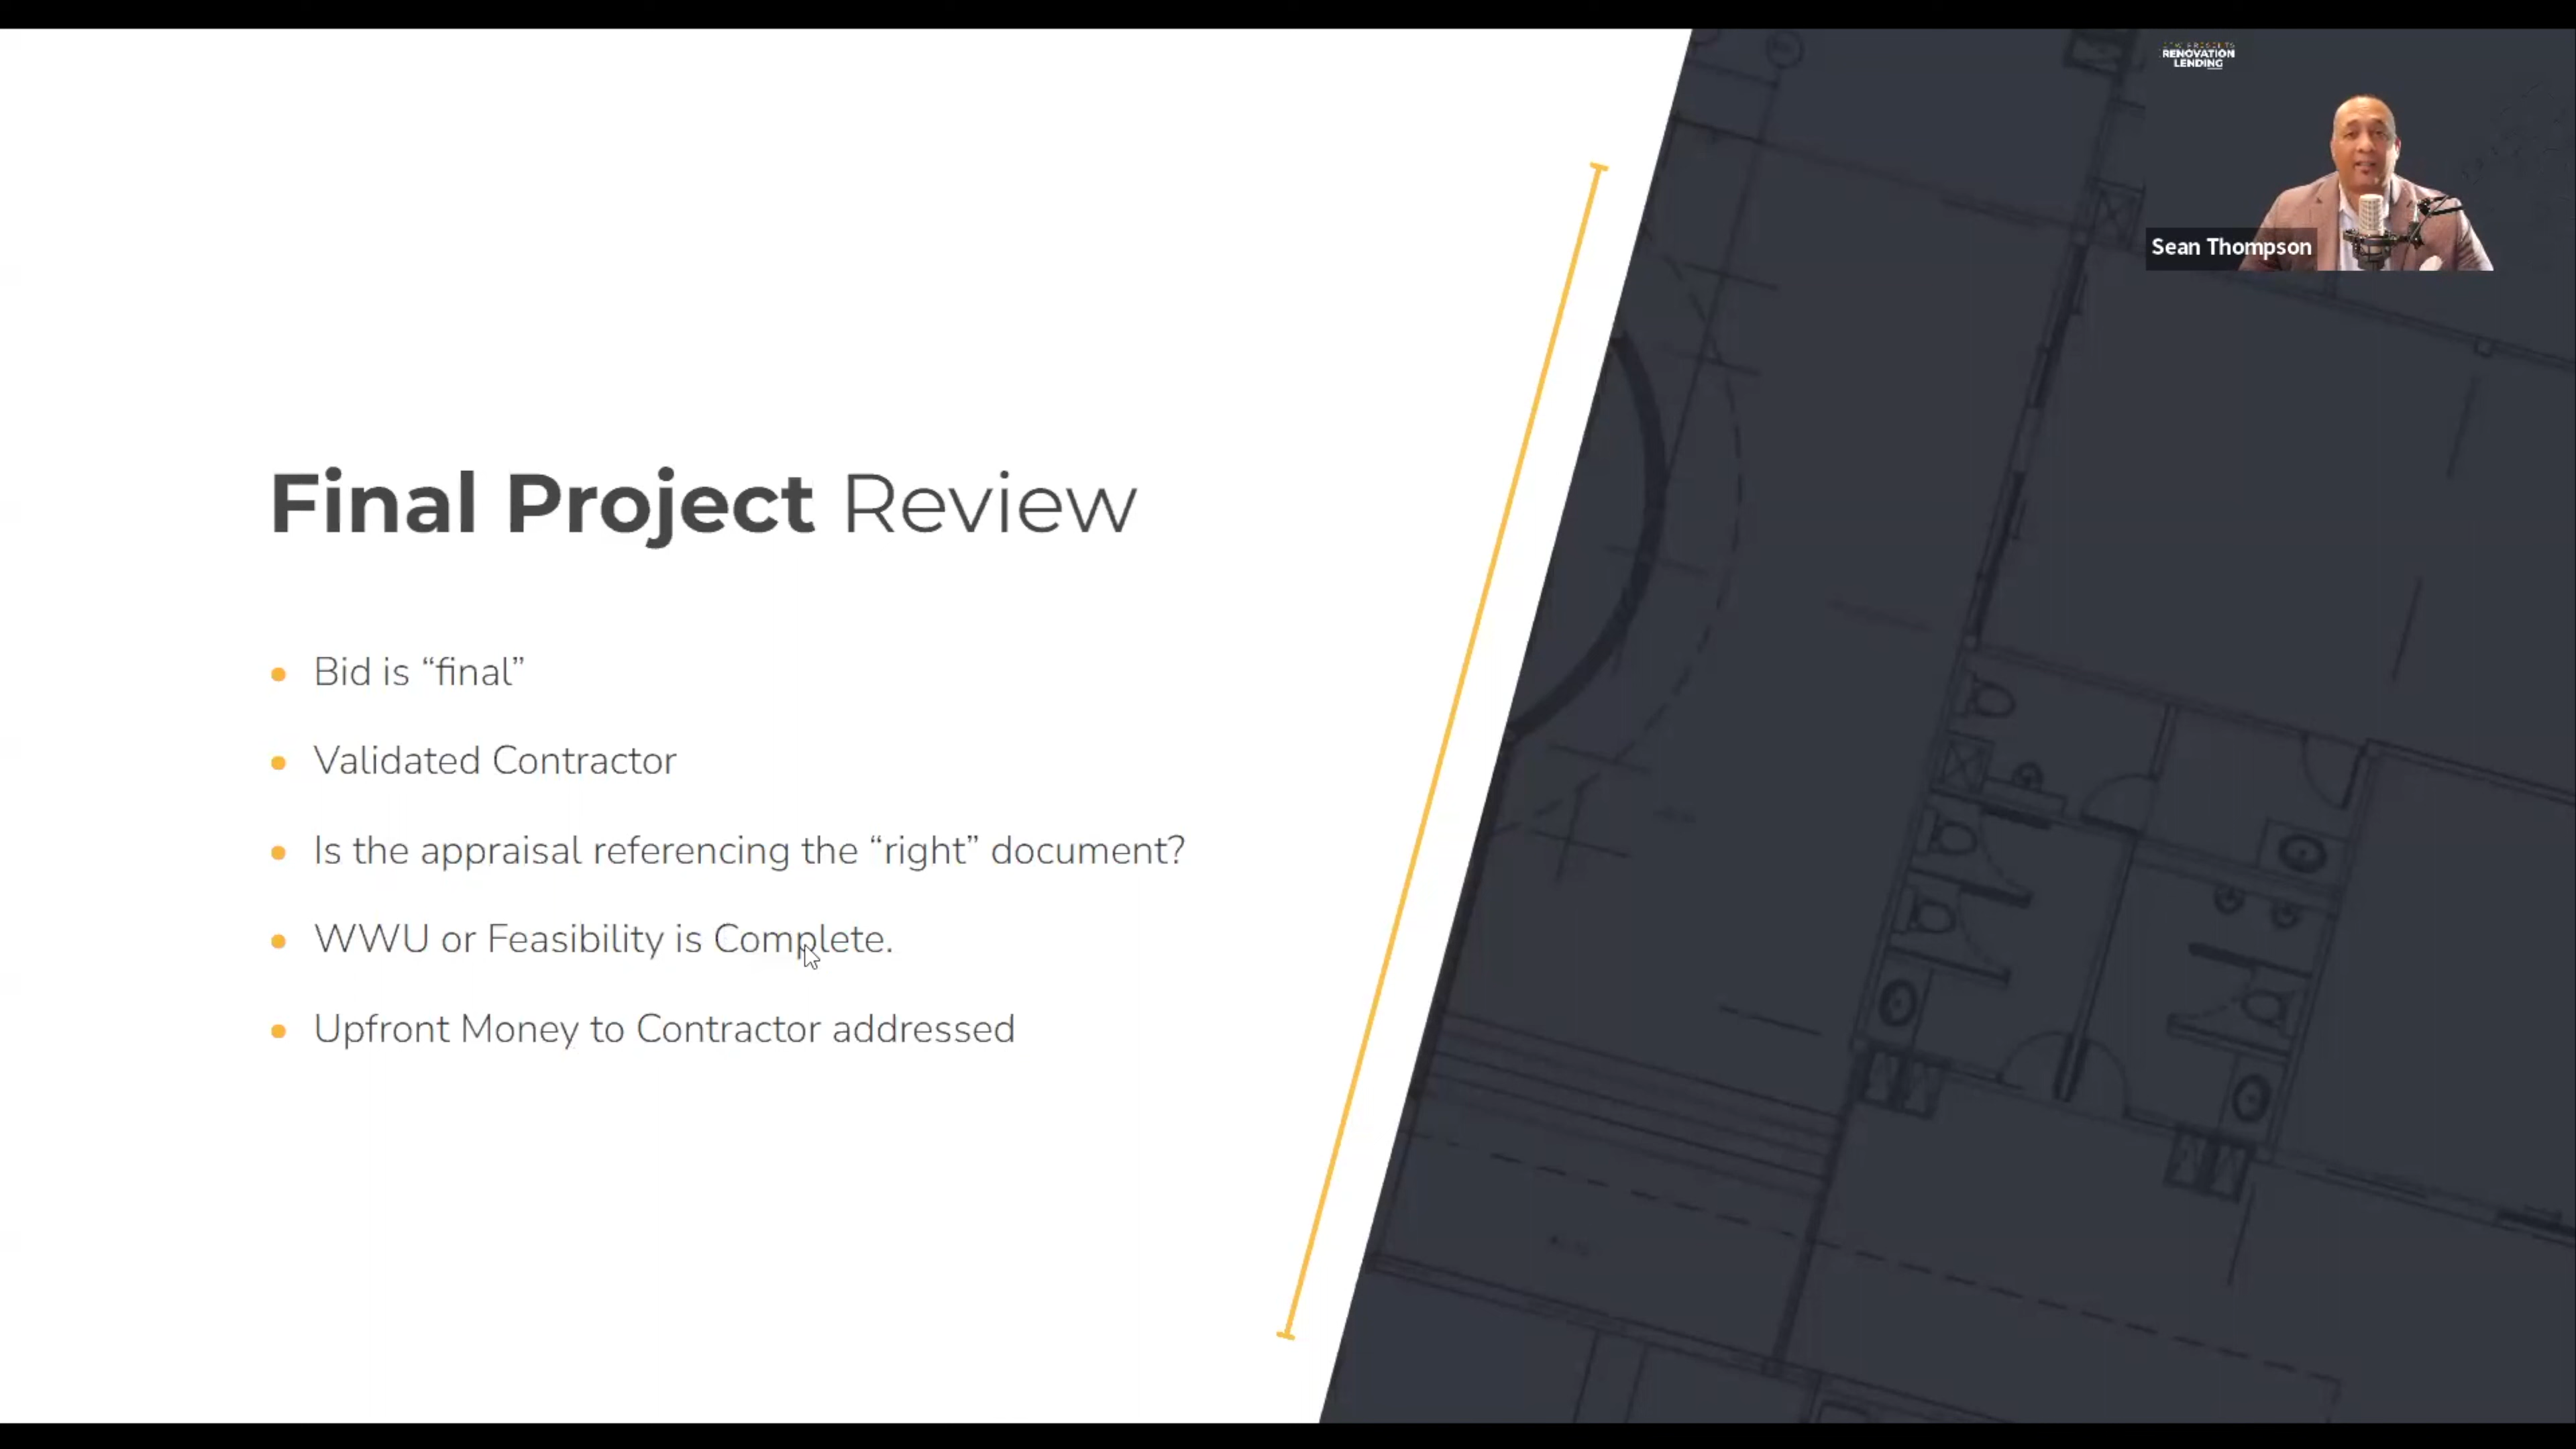 RENOVATION
LENDING
Sean Thompson
Final Project Review
• Bid is “final”
• Validated Contractor
• Is the appraisal referencing the “right” document?
• WWU or Feasibility is Complete.
• Upfront Money to Contractor addressed